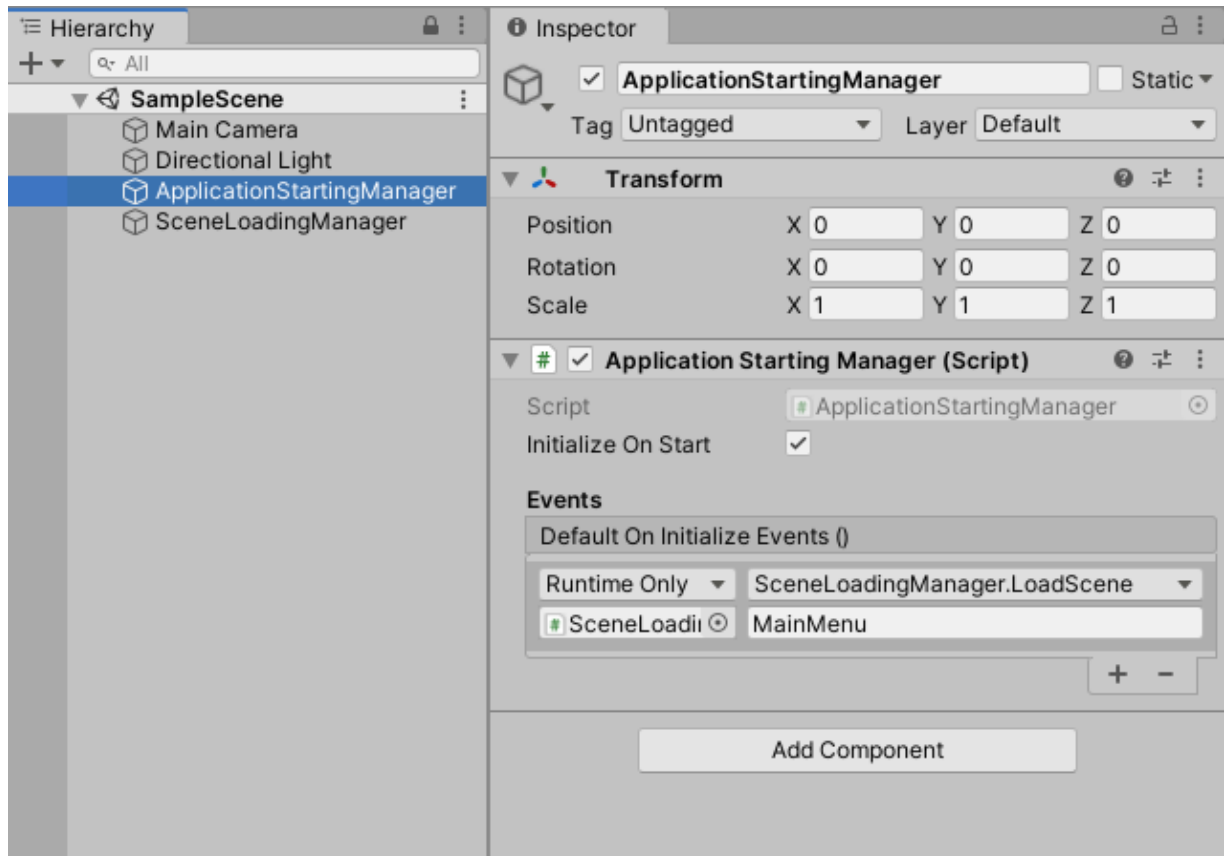 Hierarchy
All
SampleScene
Main Camera
Directional Light
ApplicationStartingManager
SceneLoadingManager
Inspector
ApplicationStartingManager
Static
Tag Untagged Layer Default
Transform
Position X 0 Y 0 Z 0
Rotation X 0 Y 0 Z 0
Scale X 1 Y 1 Z 1
# Application Starting Manager (Script)
Script # ApplicationStartingManager
Initialize On Start
Events
Default On Initialize Events ()
Runtime Only SceneLoadingManager.LoadScene
# SceneLoadi MainMenu
+ −
Add Component